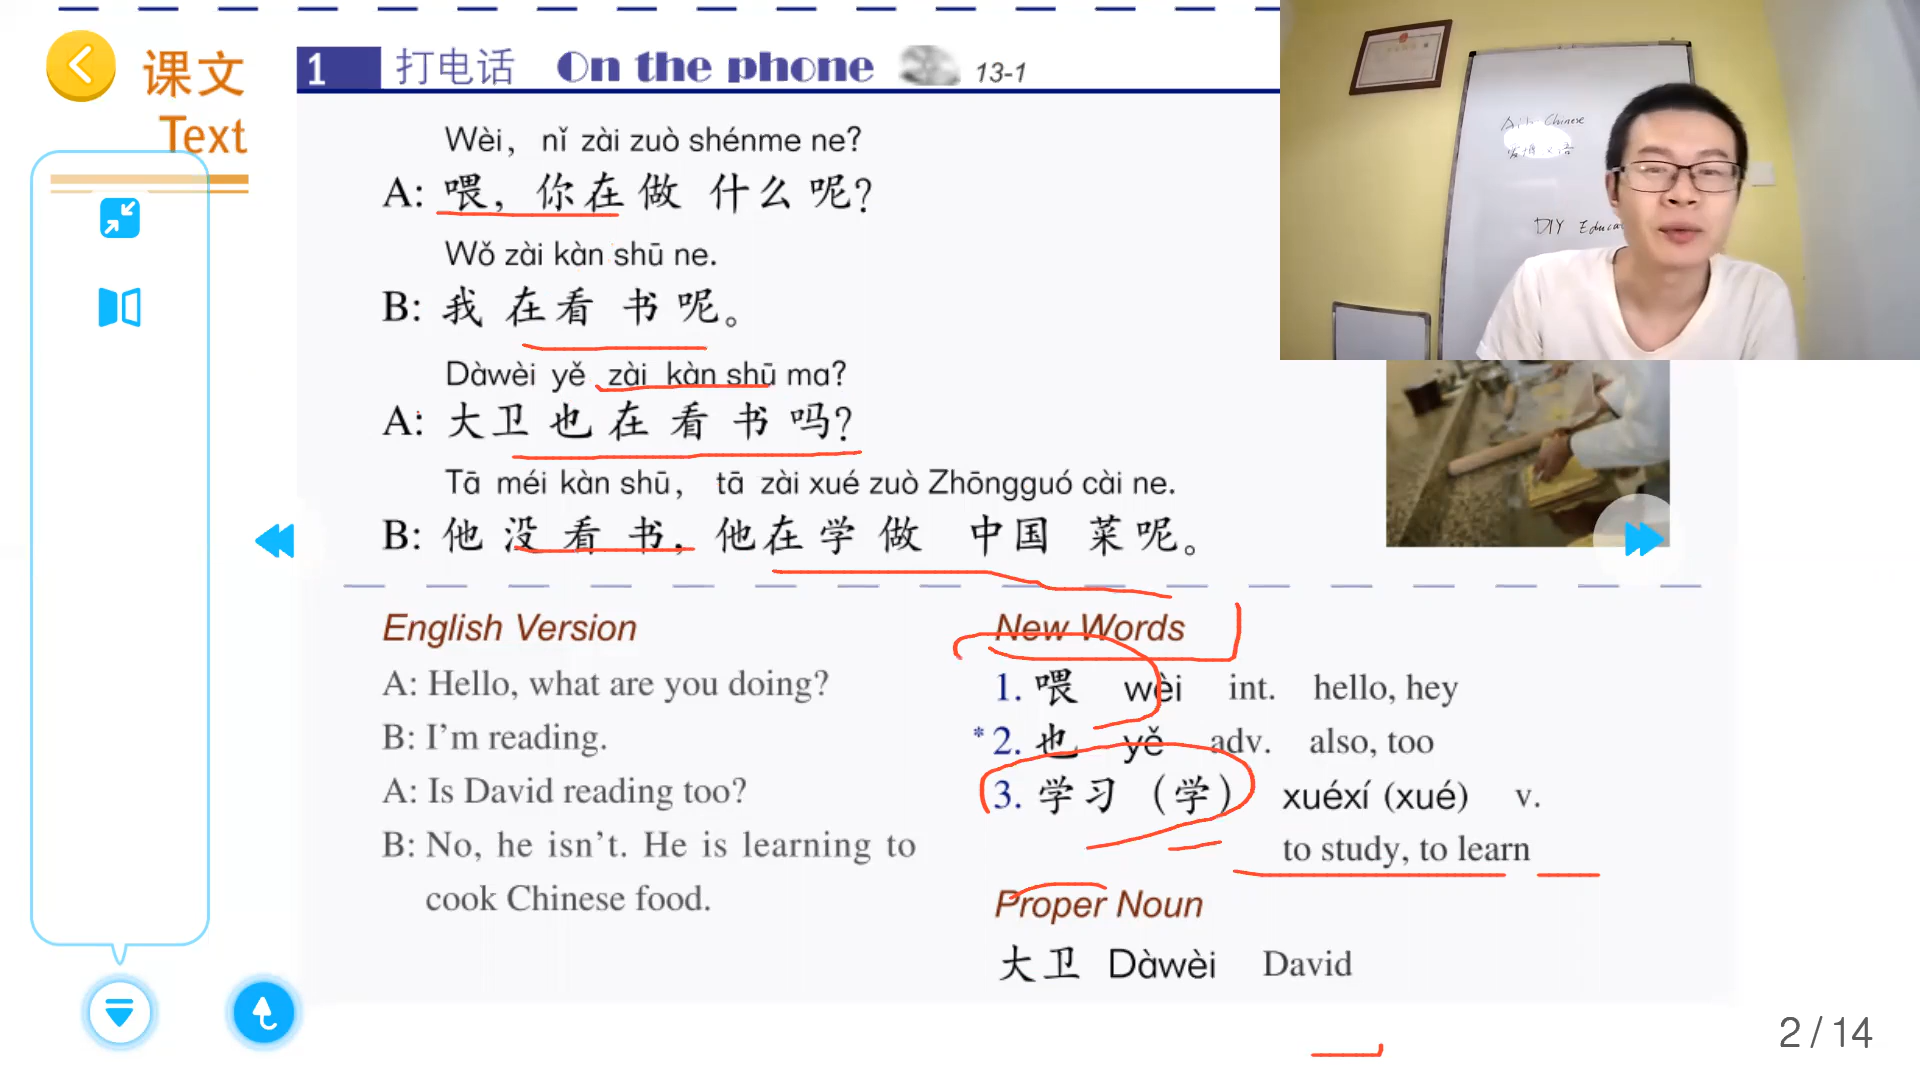 课文
Text
1 打电话 On the phone 13-1
Wèi, nǐ zài zuò shénme ne?
A: 喂，你在做什么呢？
Wǒ zài kàn shū ne.
B: 我在看书呢。
Dàwèi yě zài kàn shū ma?
A: 大卫也在看书吗？
Tā méi kàn shū, tā zài xué zuò Zhōngguó cài ne.
B: 他没看书，他在学做中国菜呢。
English Version
A: Hello, what are you doing?
B: I’m reading.
A: Is David reading too?
B: No, he isn’t. He is learning to
cook Chinese food.
New Words
1. 喂 wèi int. hello, hey
*2. 也 yě adv. also, too
3. 学习（学） xuéxí (xué) v.
to study, to learn
Proper Noun
大卫 Dàwèi David
Chinese
DIY
2 / 14